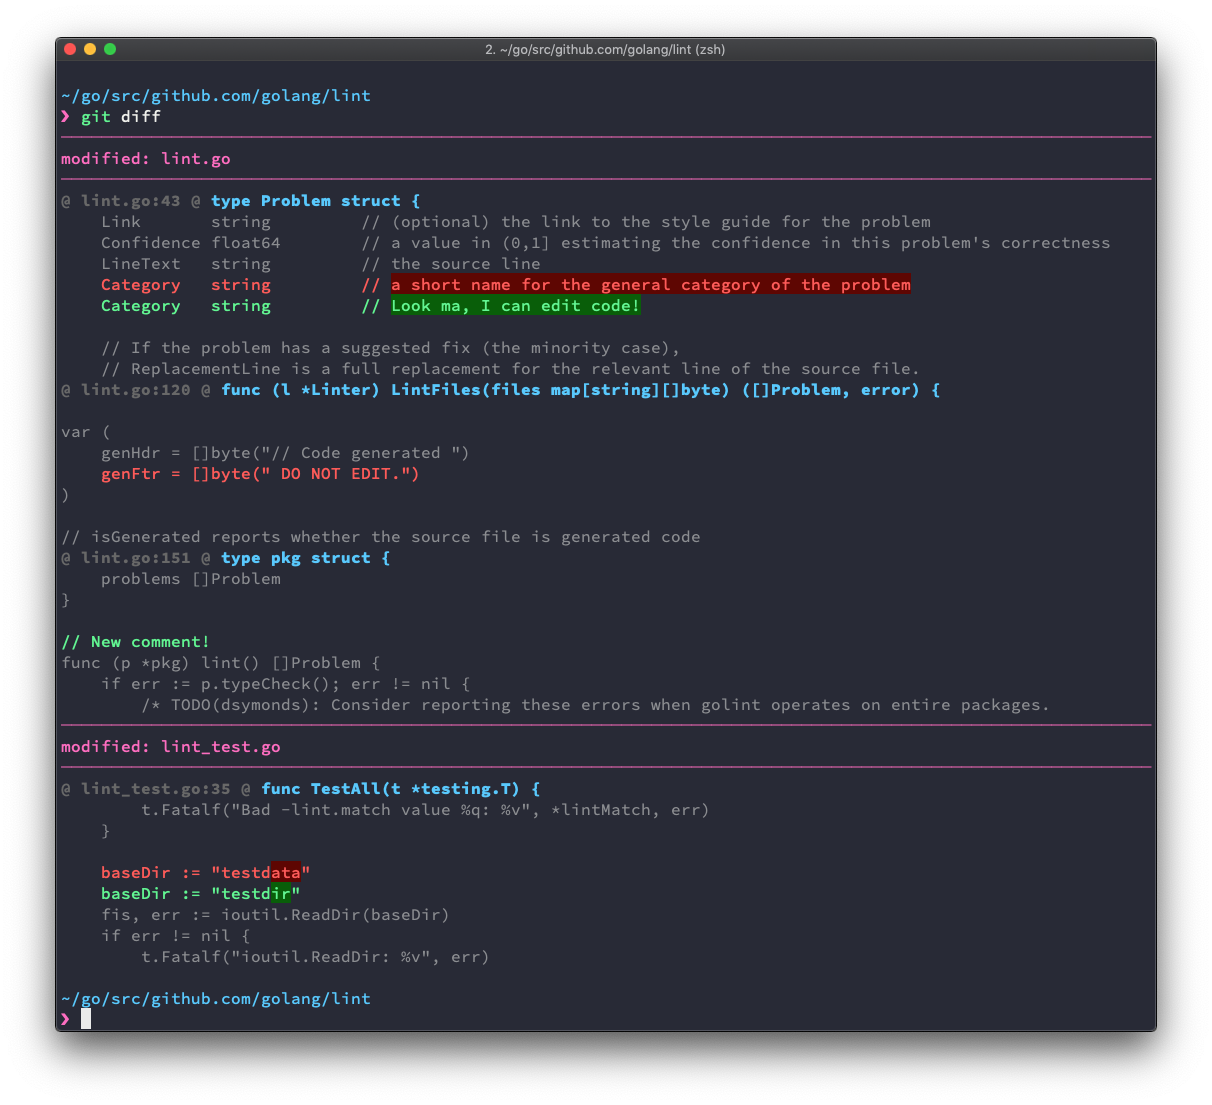 2. ~/go/src/github.com/golang/lint (zsh)
~/go/src/github.com/golang/lint
❯ git diff
modified: lint.go
@ lint.go:43 @ type Problem struct {
    Link       string         // (optional) the link to the style guide for the problem
    Confidence float64        // a value in (0,1] estimating the confidence in this problem's correctness
    LineText   string         // the source line
    Category   string         // a short name for the general category of the problem
    Category   string         // Look ma, I can edit code!
    // If the problem has a suggested fix (the minority case),
    // ReplacementLine is a full replacement for the relevant line of the source file.
@ lint.go:120 @ func (l *Linter) LintFiles(files map[string][]byte) ([]Problem, error) {
var (
    genHdr = []byte("// Code generated ")
    genFtr = []byte(" DO NOT EDIT.")
)
// isGenerated reports whether the source file is generated code
@ lint.go:151 @ type pkg struct {
    problems []Problem
}
// New comment!
func (p *pkg) lint() []Problem {
    if err := p.typeCheck(); err != nil {
        /* TODO(dsymonds): Consider reporting these errors when golint operates on entire packages.
modified: lint_test.go
@ lint_test.go:35 @ func TestAll(t *testing.T) {
        t.Fatalf("Bad -lint.match value %q: %v", *lintMatch, err)
    }
    baseDir := "testdata"
    baseDir := "testdir"
    fis, err := ioutil.ReadDir(baseDir)
    if err != nil {
        t.Fatalf("ioutil.ReadDir: %v", err)
~/go/src/github.com/golang/lint
❯